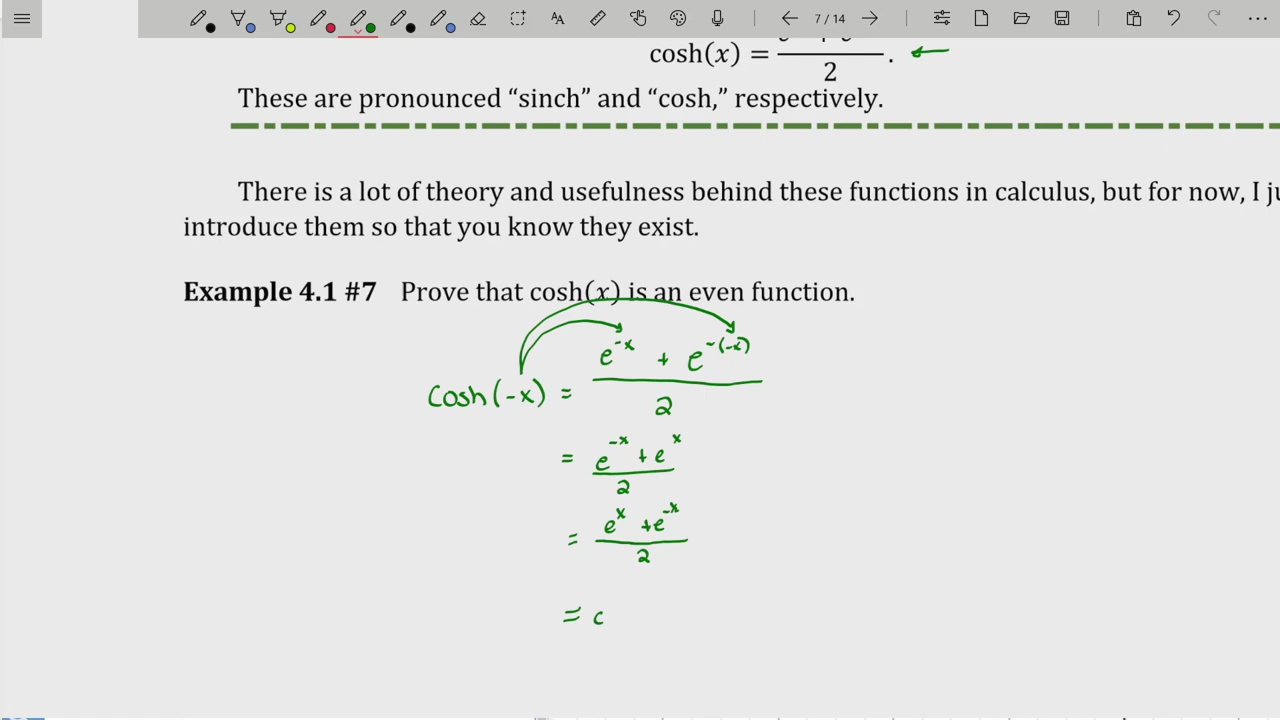 7 / 14
cosh(x) = 2 .
These are pronounced “sinch” and “cosh,” respectively.
There is a lot of theory and usefulness behind these functions in calculus, but for now, I
introduce them so that you know they exist.
Example 4.1 #7 Prove that cosh(x) is an even function.
cosh(-x) = (e^{-x} + e^{-(-x)})/2
= (e^{-x} + e^{x})/2
= (e^{x} + e^{-x})/2
= c